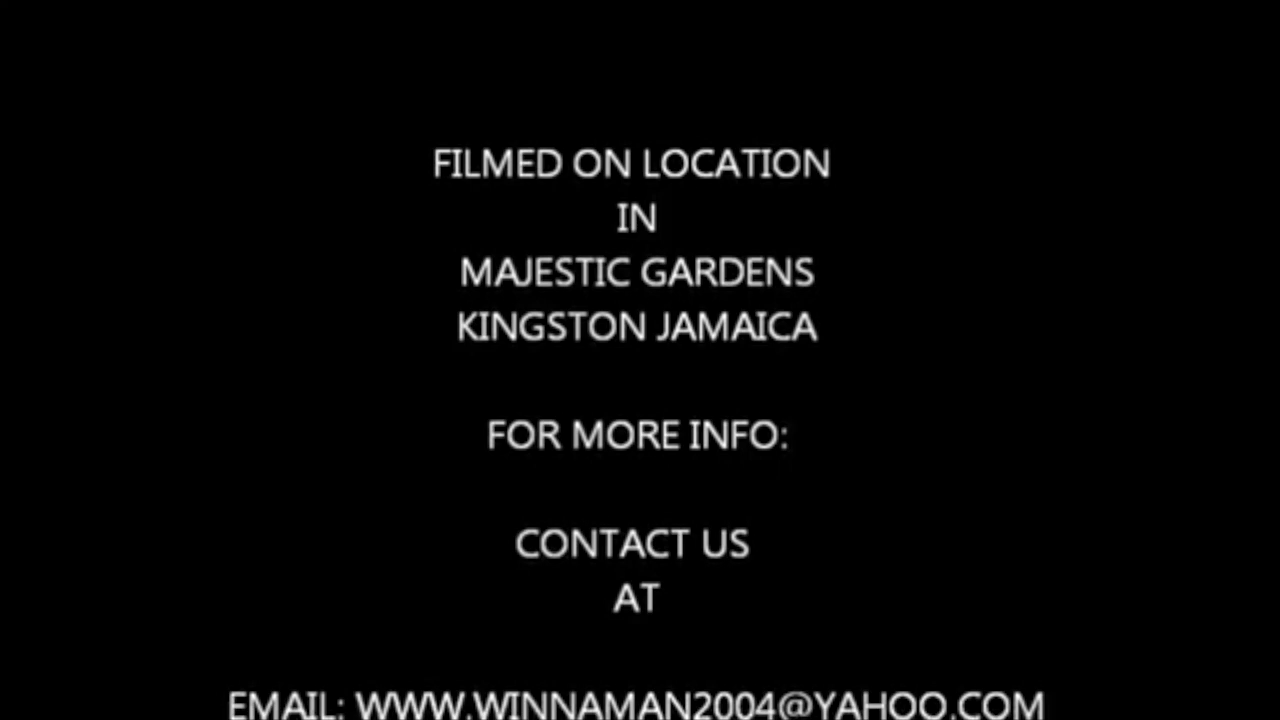 FILMED ON LOCATION
IN
MAJESTIC GARDENS
KINGSTON JAMAICA
FOR MORE INFO:
CONTACT US
AT
EMAIL: WWW.WINNAMAN2004@YAHOO.COM